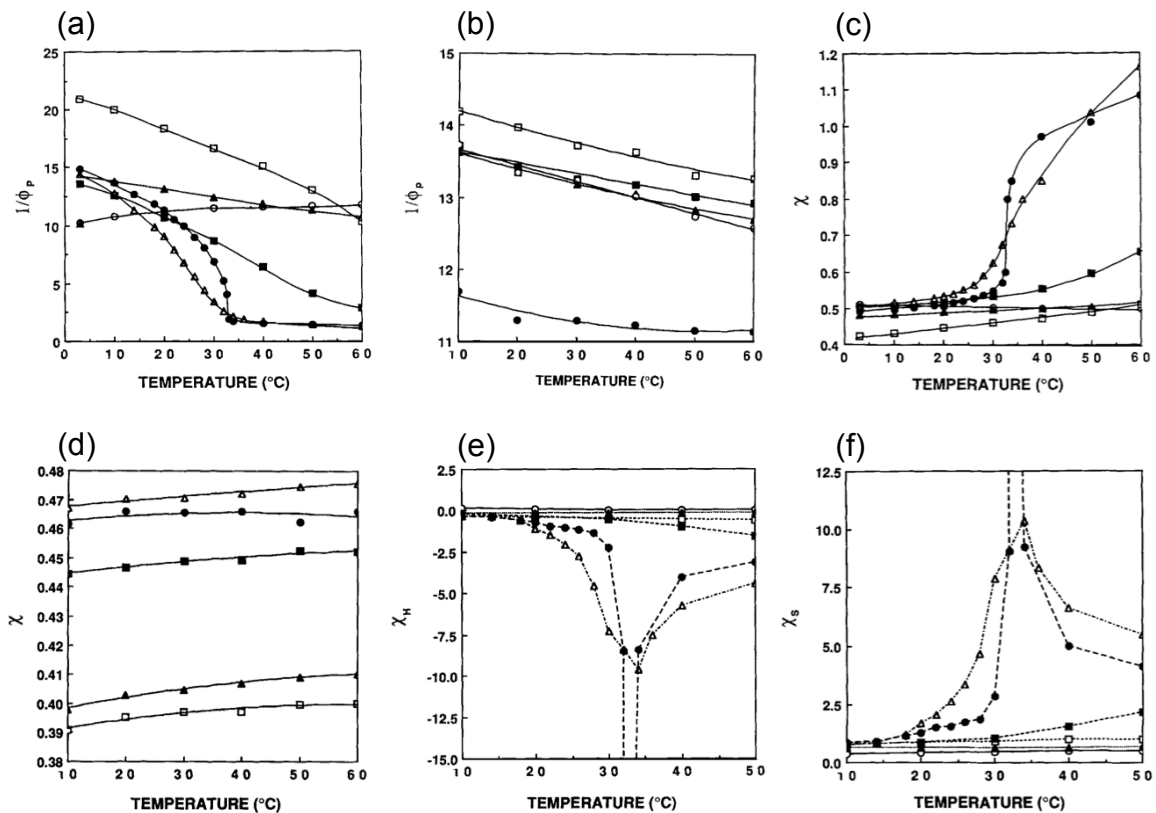 (a)
25
20
15
10
5
0
1/ϕP
0 10 20 30 40 50 60
TEMPERATURE (°C)
(b)
15
14
13
12
11
1/ϕP
10 20 30 40 50 60
TEMPERATURE (°C)
(c)
1.2
1.1
1.0
0.9
0.8
0.7
0.6
0.5
0.4
χ
0 10 20 30 40 50 60
TEMPERATURE (°C)
(d)
0.48
0.47
0.46
0.45
0.44
0.43
0.42
0.41
0.40
0.39
0.38
χ
10 20 30 40 50 60
TEMPERATURE (°C)
(e)
2.5
0.0
-2.5
-5.0
-7.5
-10.0
-12.5
-15.0
χH
10 20 30 40 50
TEMPERATURE (°C)
(f)
12.5
10.0
7.5
5.0
2.5
0.0
χS
10 20 30 40 50
TEMPERATURE (°C)